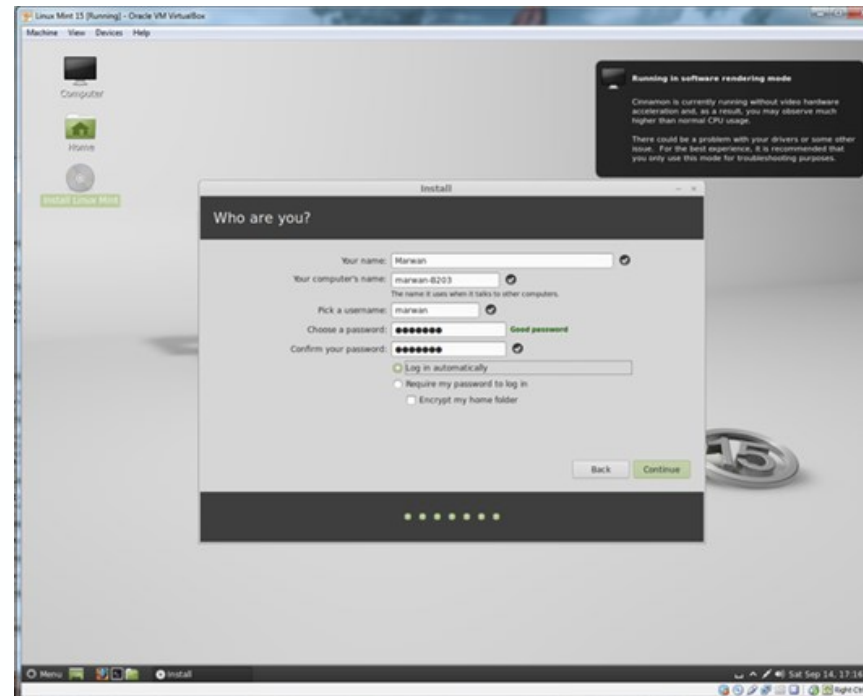 Linux Mint 15 [Running] - Oracle VM VirtualBox
Machine View Devices Help
Computer
Home
Install Linux Mint
Running in software rendering mode
Cinnamon is currently running without video hardware
acceleration and, as a result, you may observe much
higher than normal CPU usage.
There could be a problem with your drivers or some other
issue. For the best experience, it is recommended that
you only use this mode for troubleshooting purposes.
Install
Who are you?
Your name: Marwan
Your computer's name: marwan-B203
The name it uses when it talks to other computers.
Pick a username: marwan
Choose a password: ●●●●●●● Good password
Confirm your password: ●●●●●●●
Log in automatically
Require my password to log in
Encrypt my home folder
Back Continue
15
Menu Install Sat Sep 14, 17:16
Right Ct